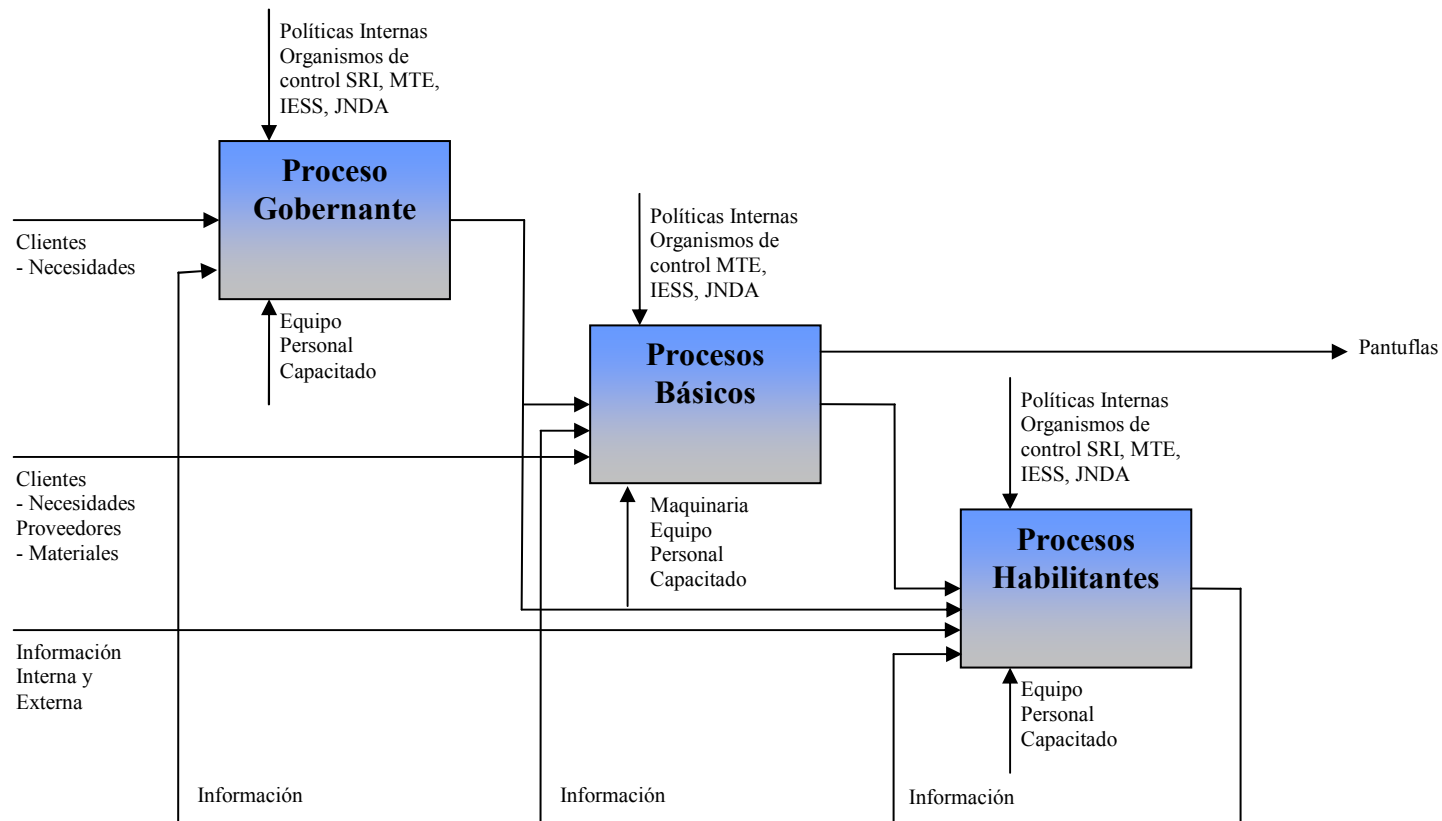 Políticas Internas
Organismos de
control SRI, MTE,
IESS, JNDA
Proceso
Gobernante
Clientes
- Necesidades
Equipo
Personal
Capacitado
Políticas Internas
Organismos de
control MTE,
IESS, JNDA
Procesos
Básicos
Pantuflas
Clientes
- Necesidades
Proveedores
- Materiales
Maquinaria
Equipo
Personal
Capacitado
Políticas Internas
Organismos de
control SRI, MTE,
IESS, JNDA
Procesos
Habilitantes
Información
Interna y
Externa
Equipo
Personal
Capacitado
Información
Información
Información